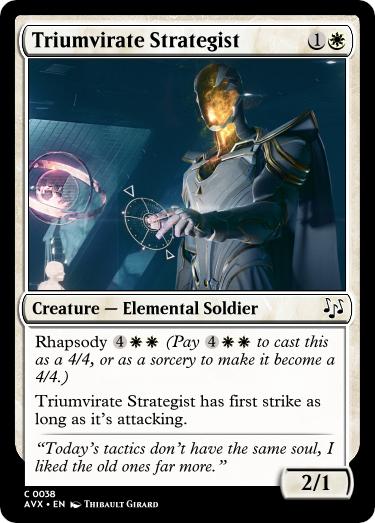 Triumvirate Strategist 1
Creature — Elemental Soldier
Rhapsody 4 (Pay 4 to cast this
as a 4/4, or as a sorcery to make it become a
4/4.)
Triumvirate Strategist has first strike as
long as it's attacking.
“Today's tactics don't have the same soul, I
liked the old ones far more.”
2/1
C 0038
AVX • EN Thibault Girard